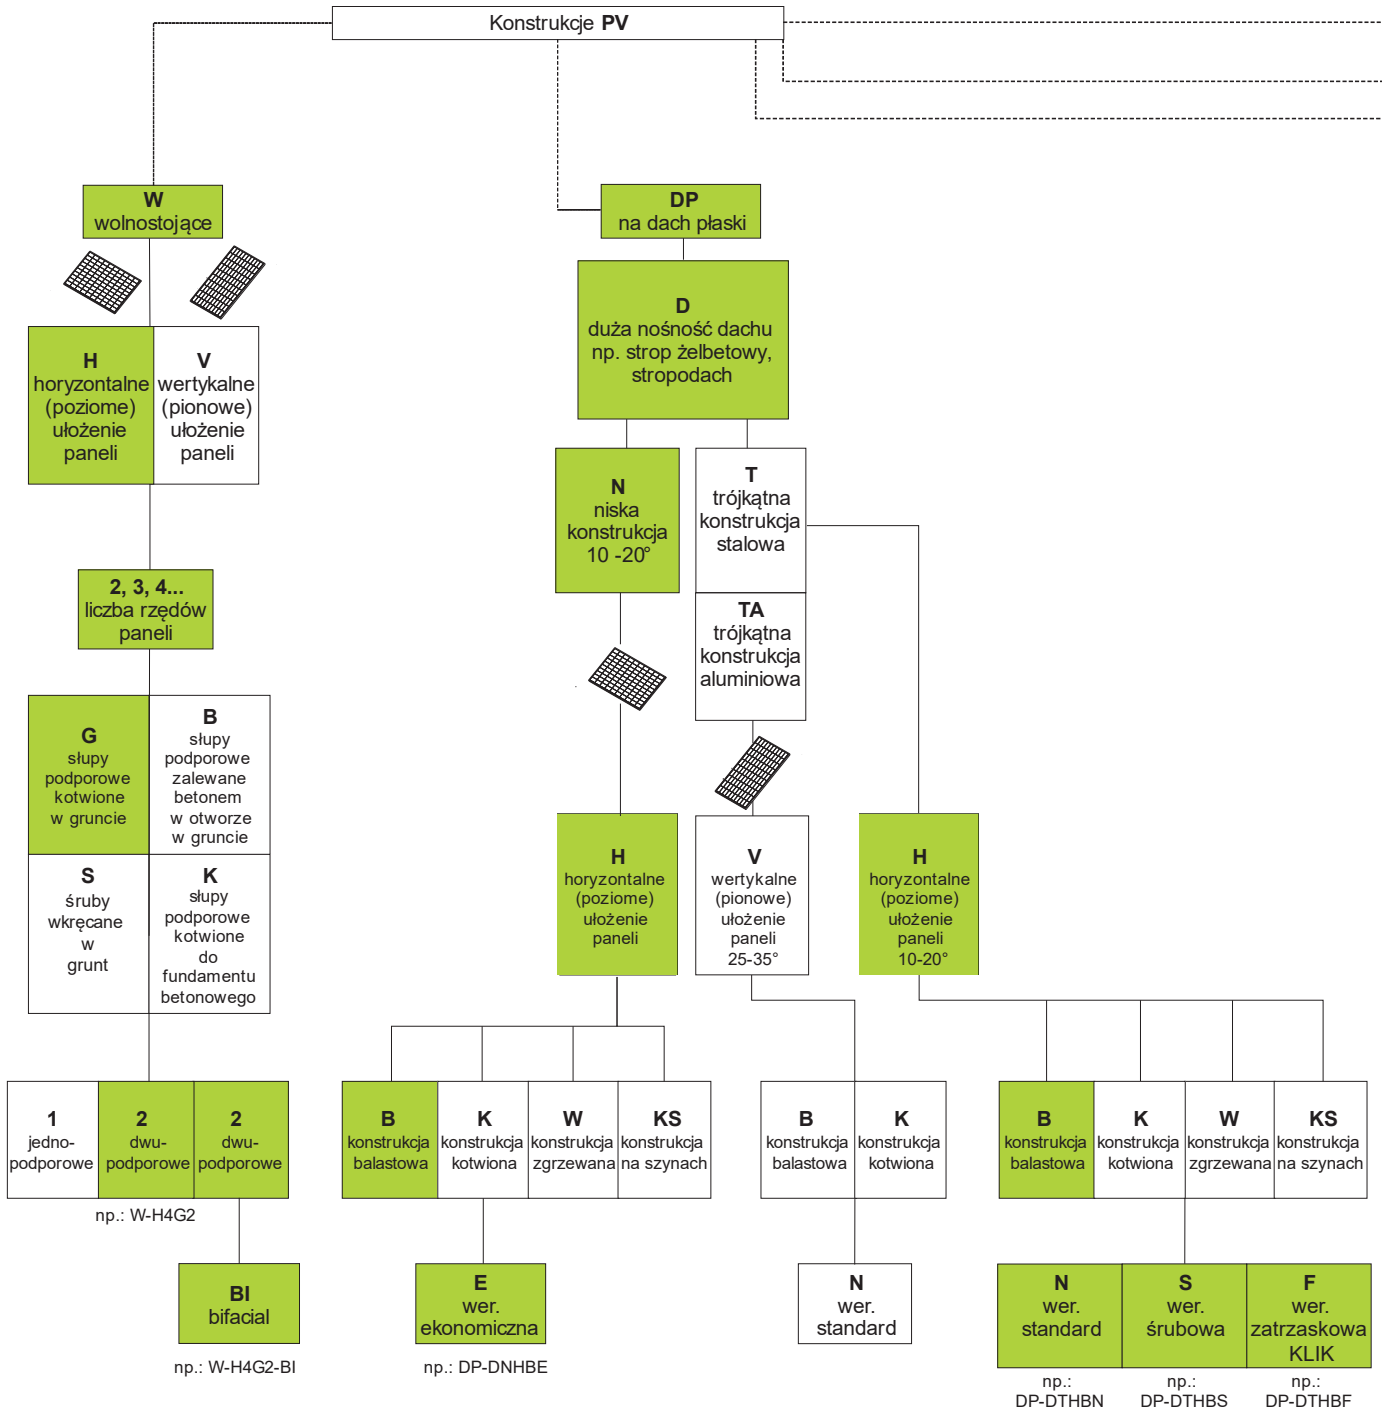 Konstrukcje PV
W
wolnostojące
DP
na dach płaski
D
duża nośność dachu
np. strop żelbetowy,
stropodach
H
horyzontalne
(poziome)
ułożenie
paneli
V
wertykalne
(pionowe)
ułożenie
paneli
N
niska
konstrukcja
10 -20°
T
trójkątna
konstrukcja
stalowa
TA
trójkątna
konstrukcja
aluminiowa
2, 3, 4...
liczba rzędów
paneli
G
słupy
podporowe
kotwione
w gruncie
B
słupy
podporowe
zalewane
betonem
w otworze
w gruncie
S
śruby
wkręcane
w
grunt
K
słupy
podporowe
kotwione
do
fundamentu
betonowego
H
horyzontalne
(poziome)
ułożenie
paneli
V
wertykalne
(pionowe)
ułożenie
paneli
25-35°
H
horyzontalne
(poziome)
ułożenie
paneli
10-20°
1
jedno-
podporowe
2
dwu-
podporowe
2
dwu-
podporowe
np.: W-H4G2
B
konstrukcja
balastowa
K
konstrukcja
kotwiona
W
konstrukcja
zgrzewana
KS
konstrukcja
na szynach
B
konstrukcja
balastowa
K
konstrukcja
kotwiona
B
konstrukcja
balastowa
K
konstrukcja
kotwiona
W
konstrukcja
zgrzewana
KS
konstrukcja
na szynach
BI
bifacial
np.: W-H4G2-BI
E
wer.
ekonomiczna
np.: DP-DNHBE
N
wer.
standard
N
wer.
standard
S
wer.
śrubowa
F
wer.
zatrzaskowa
KLIK
np.:
DP-DTHBN
np.:
DP-DTHBS
np.:
DP-DTHBF